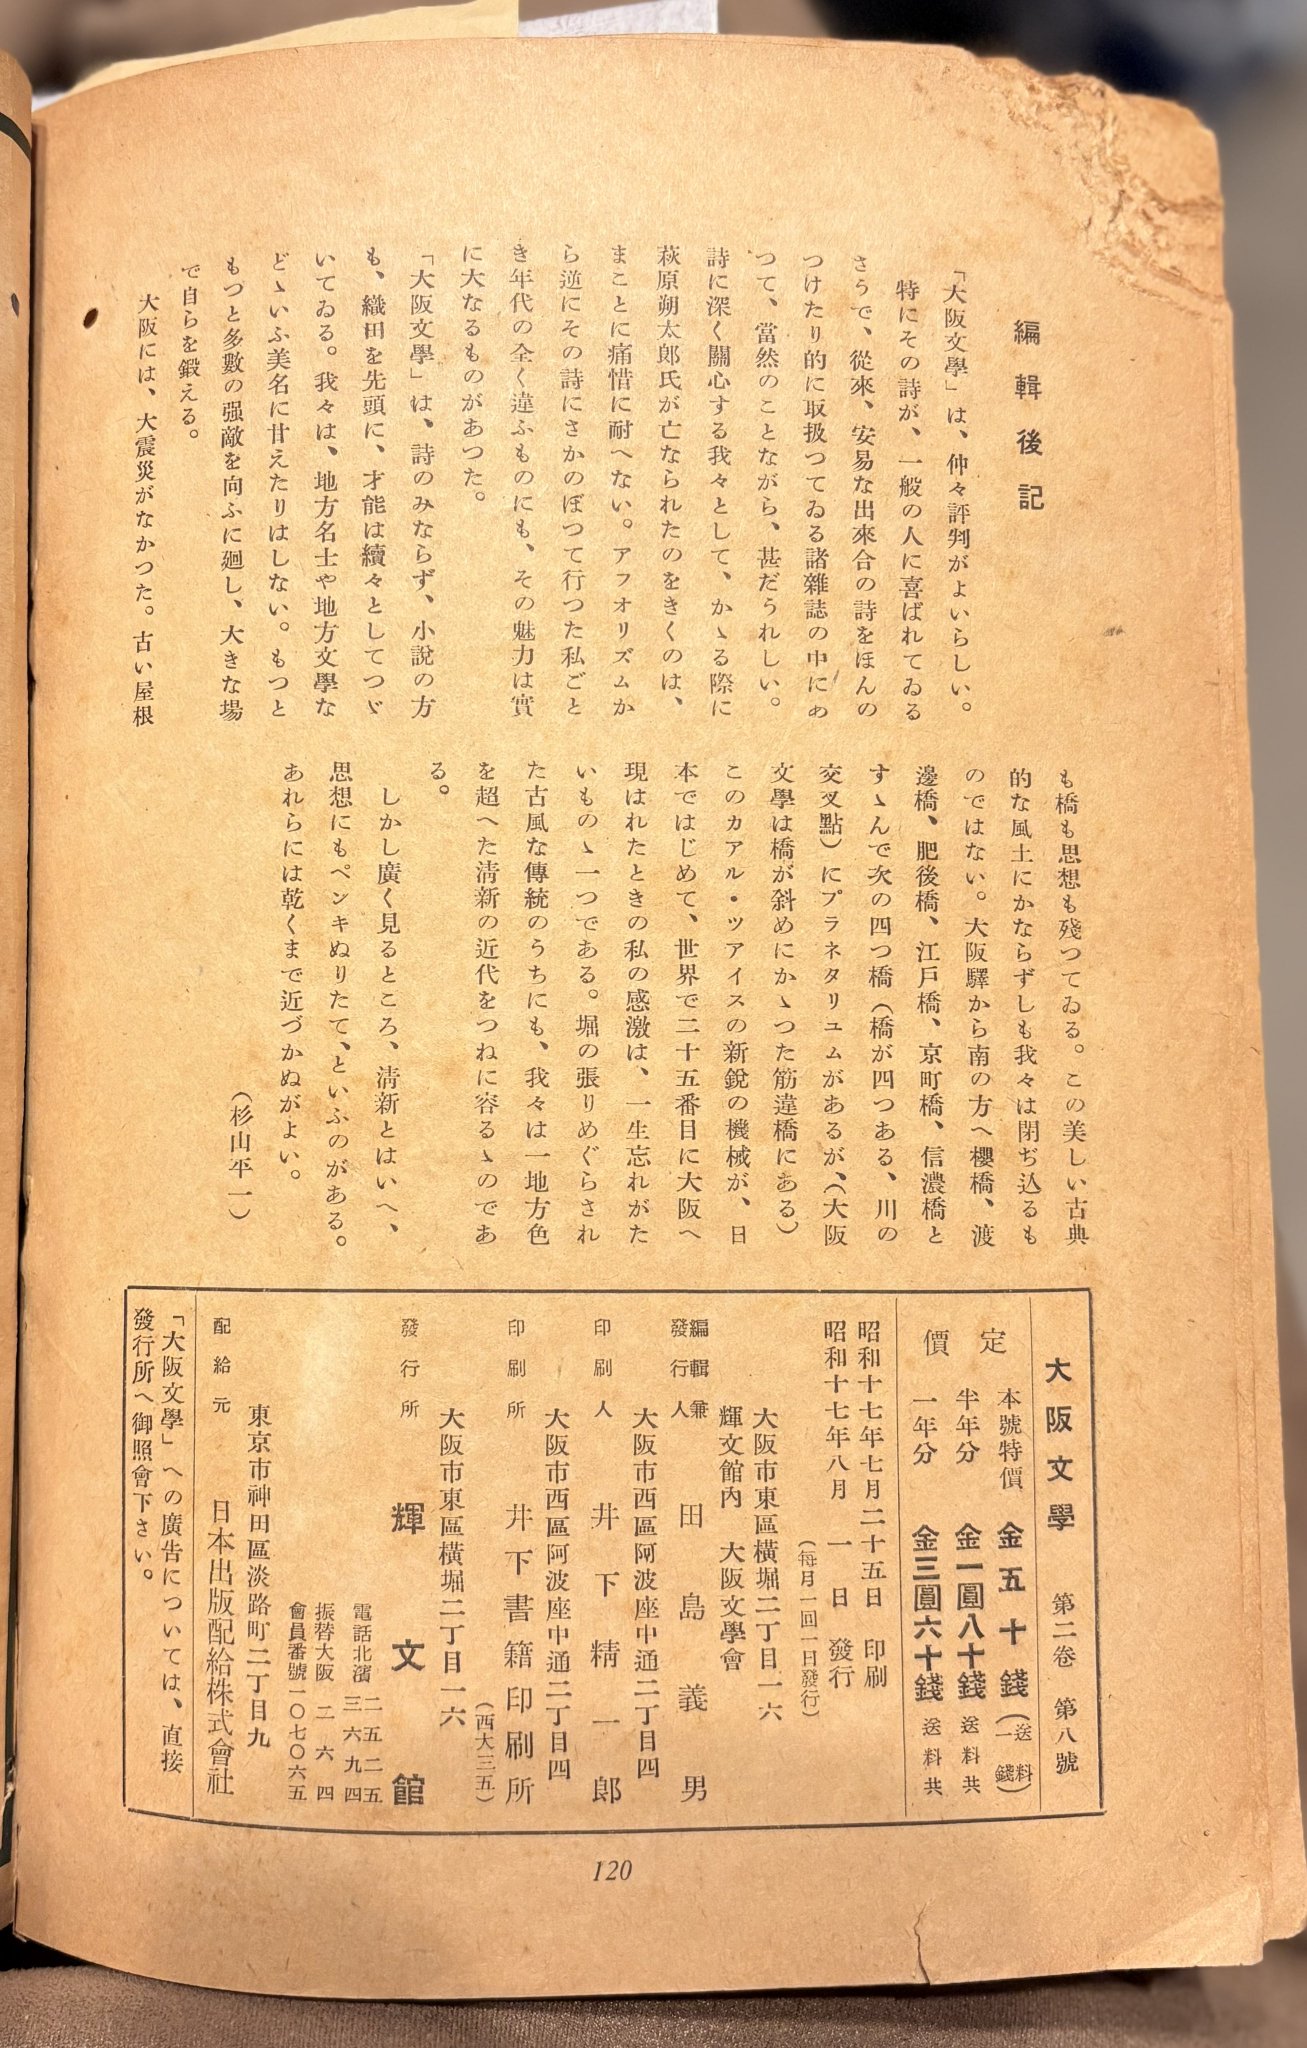 編輯後記
「大阪文學」は、仲々評判がよいらしい。
特にその詩が、一般の人に喜ばれてゐる
さうで、從來、安易な出來合の詩をほんの
つけたり的に取扱つてゐる諸雜誌の中にあ
つて、當然のことながら、甚だうれしい。
詩に深く關心する我々として、かゝる際に
萩原朔太郎氏が亡なられたのをきくのは、
まことに痛惜に耐へない。アフオリズムか
ら逆にその詩にさかのぼつて行つた私ごと
き年代の全く違ふものにも、その魅力は實
に大なるものがあつた。
「大阪文學」は、詩のみならず、小說の方
も、織田を先頭に、才能は續々としてつゞ
いてゐる。我々は、地方名士や地方文學な
どゝいふ美名に甘えたりはしない。もつと
もつと多數の强敵を向ふに廻し、大きな場
で自らを鍛える。
大阪には、大震災がなかつた。古い屋根
も橋も思想も殘つてゐる。この美しい古典
的な風土にかならずしも我々は閉ぢ込るも
のではない。大阪驛から南の方へ櫻橋、渡
邊橋、肥後橋、江戸橋、京町橋、信濃橋と
すゝんで次の四つ橋（橋が四つある、川の
交叉點）にプラネタリユムがあるが、（大阪
文學は橋が斜めにかゝつた筋違橋にある）
このカアル・ツアイスの新銳の機械が、日
本ではじめて、世界で二十五番目に大阪へ
現はれたときの私の感激は、一生忘れがた
いものゝ一つである。堀の張りめぐらされ
た古風な傳統のうちにも、我々は一地方色
を超へた淸新の近代をつねに容るゝのであ
る。
しかし廣く見るところ、淸新とはいへ、
思想にもペンキぬりたて、といふのがある。
あれらには乾くまで近づかぬがよい。
（杉山平一）
大阪文學 第二卷 第八號
定價
本號特價 金五十錢（送料一錢）
半年分 金一圓八十錢 送料共
一年分 金三圓六十錢 送料共
昭和十七年七月二十五日 印刷
昭和十七年八月一日 發行
（每月一回一日發行）
大阪市東區橫堀二丁目一六
輝文館內 大阪文學會
編輯兼發行人 田島義男
大阪市西區阿波座中通二丁目四
印刷人 井下精一郎
大阪市西區阿波座中通二丁目四
印刷所 井下書籍印刷所
（西大三五）
大阪市東區橫堀二丁目一六
發行所 輝文館
電話北濱 二五二五
三六九四
振替大阪 二六四
會員番號一〇七〇六五
東京市神田區淡路町二丁目九
配給元 日本出版配給株式會社
「大阪文學」への廣告については、直接
發行所へ御照會下さい。
120